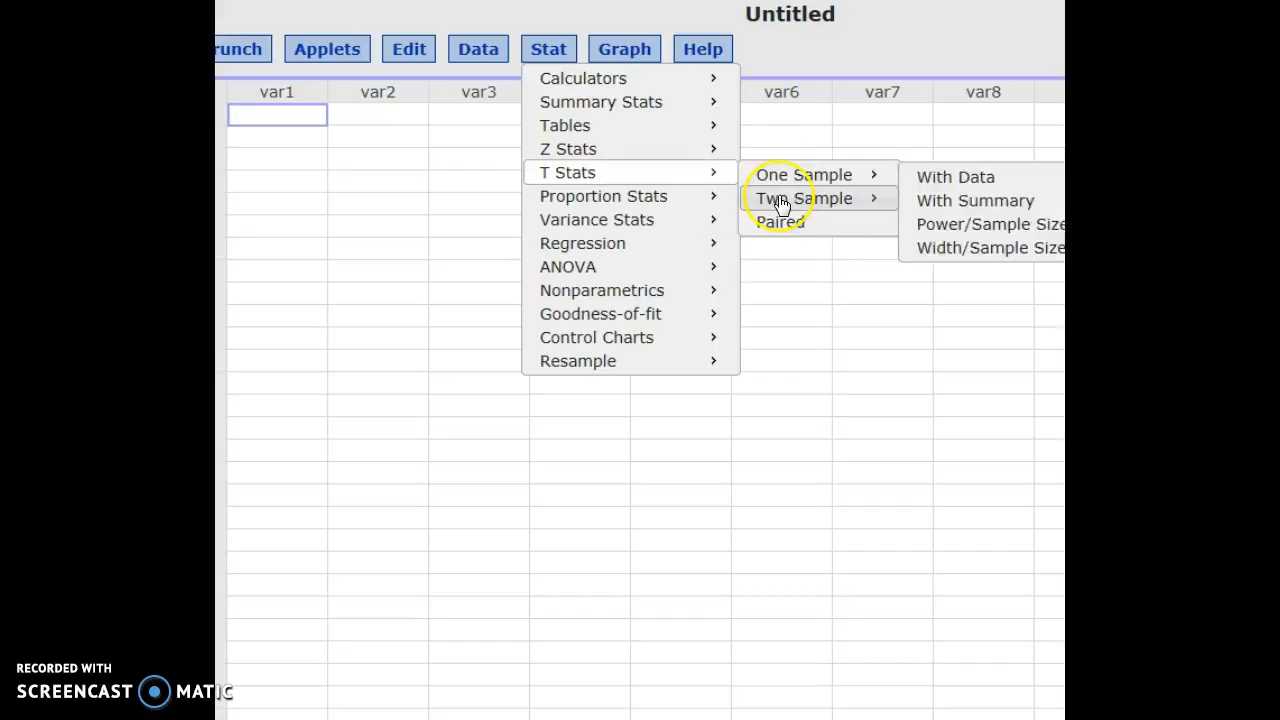 Untitled
runch Applets Edit Data Stat Graph Help
var1 var2 var3 var6 var7 var8
Calculators
Summary Stats
Tables
Z Stats
T Stats
Proportion Stats
Variance Stats
Regression
ANOVA
Nonparametrics
Goodness-of-fit
Control Charts
Resample
One Sample
Two Sample
Paired
With Data
With Summary
Power/Sample Size
Width/Sample Size
RECORDED WITH
SCREENCAST MATIC